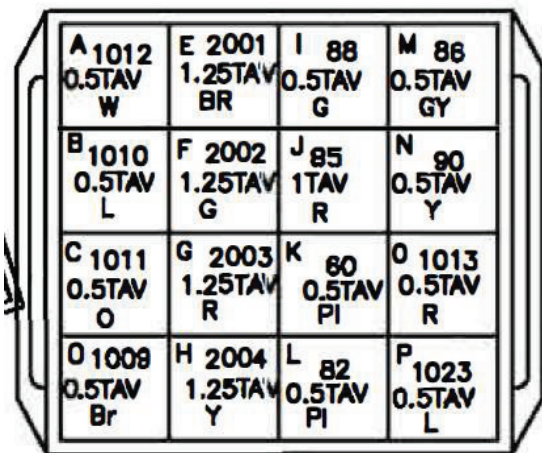 A 1012
0.5TAV
W
E 2001
1.25TAV
BR
I 88
0.5TAV
G
M 86
0.5TAV
GY
B 1010
0.5TAV
L
F 2002
1.25TAV
G
J 85
1TAV
R
N 90
0.5TAV
Y
C 1011
0.5TAV
O
G 2003
1.25TAV
R
K 60
0.5TAV
PI
O 1013
0.5TAV
R
D 1009
0.5TAV
Br
H 2004
1.25TAV
Y
L 82
0.5TAV
PI
P 1023
0.5TAV
L